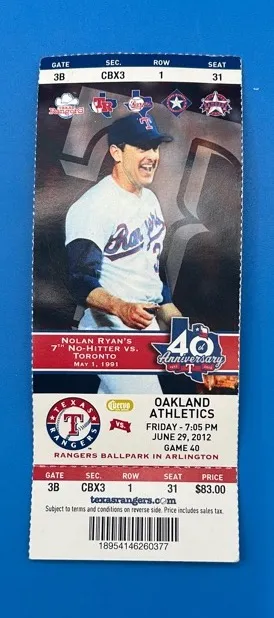 GATE SEC. ROW SEAT
3B CBX3 1 31
Rangers
NOLAN RYAN'S
7TH NO-HITTER VS.
TORONTO
MAY 1, 1991
40th
Anniversary
TEXAS
RANGERS
Cuervo
VS.
OAKLAND
ATHLETICS
FRIDAY - 7:05 PM
JUNE 29, 2012
GAME 40
RANGERS BALLPARK IN ARLINGTON
GATE SEC. ROW SEAT PRICE
3B CBX3 1 31 $83.00
texasrangers.com
Subject to terms and conditions on reverse side. Price includes sales tax.
18954146260377